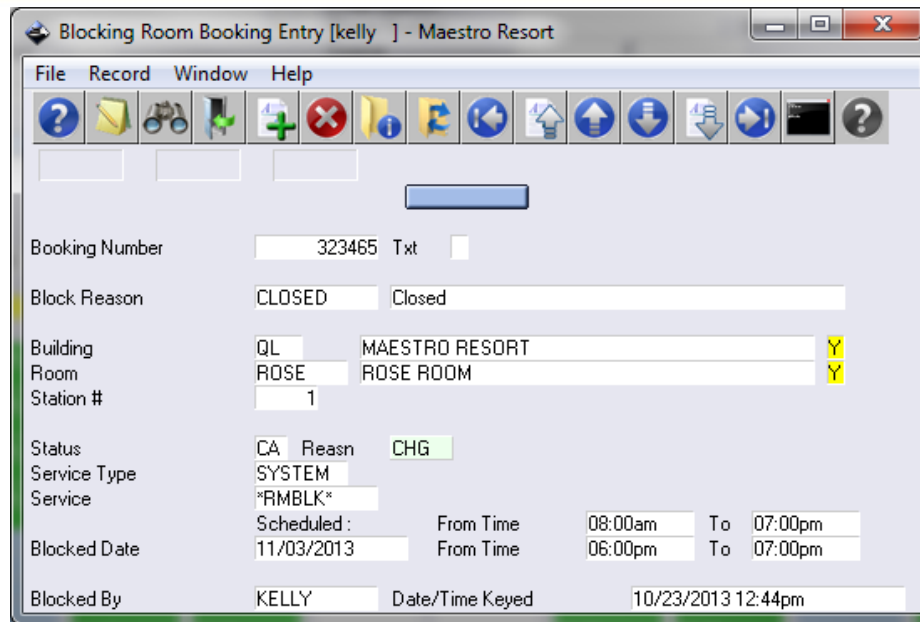 Blocking Room Booking Entry [kelly ] - Maestro Resort
File Record Window Help
Booking Number 323465 Txt
Block Reason CLOSED Closed
Building QL MAESTRO RESORT Y
Room ROSE ROSE ROOM Y
Station # 1
Status CA Reasn CHG
Service Type SYSTEM
Service *RMBLK*
Scheduled : From Time 08:00am To 07:00pm
Blocked Date 11/03/2013 From Time 06:00pm To 07:00pm
Blocked By KELLY Date/Time Keyed 10/23/2013 12:44pm